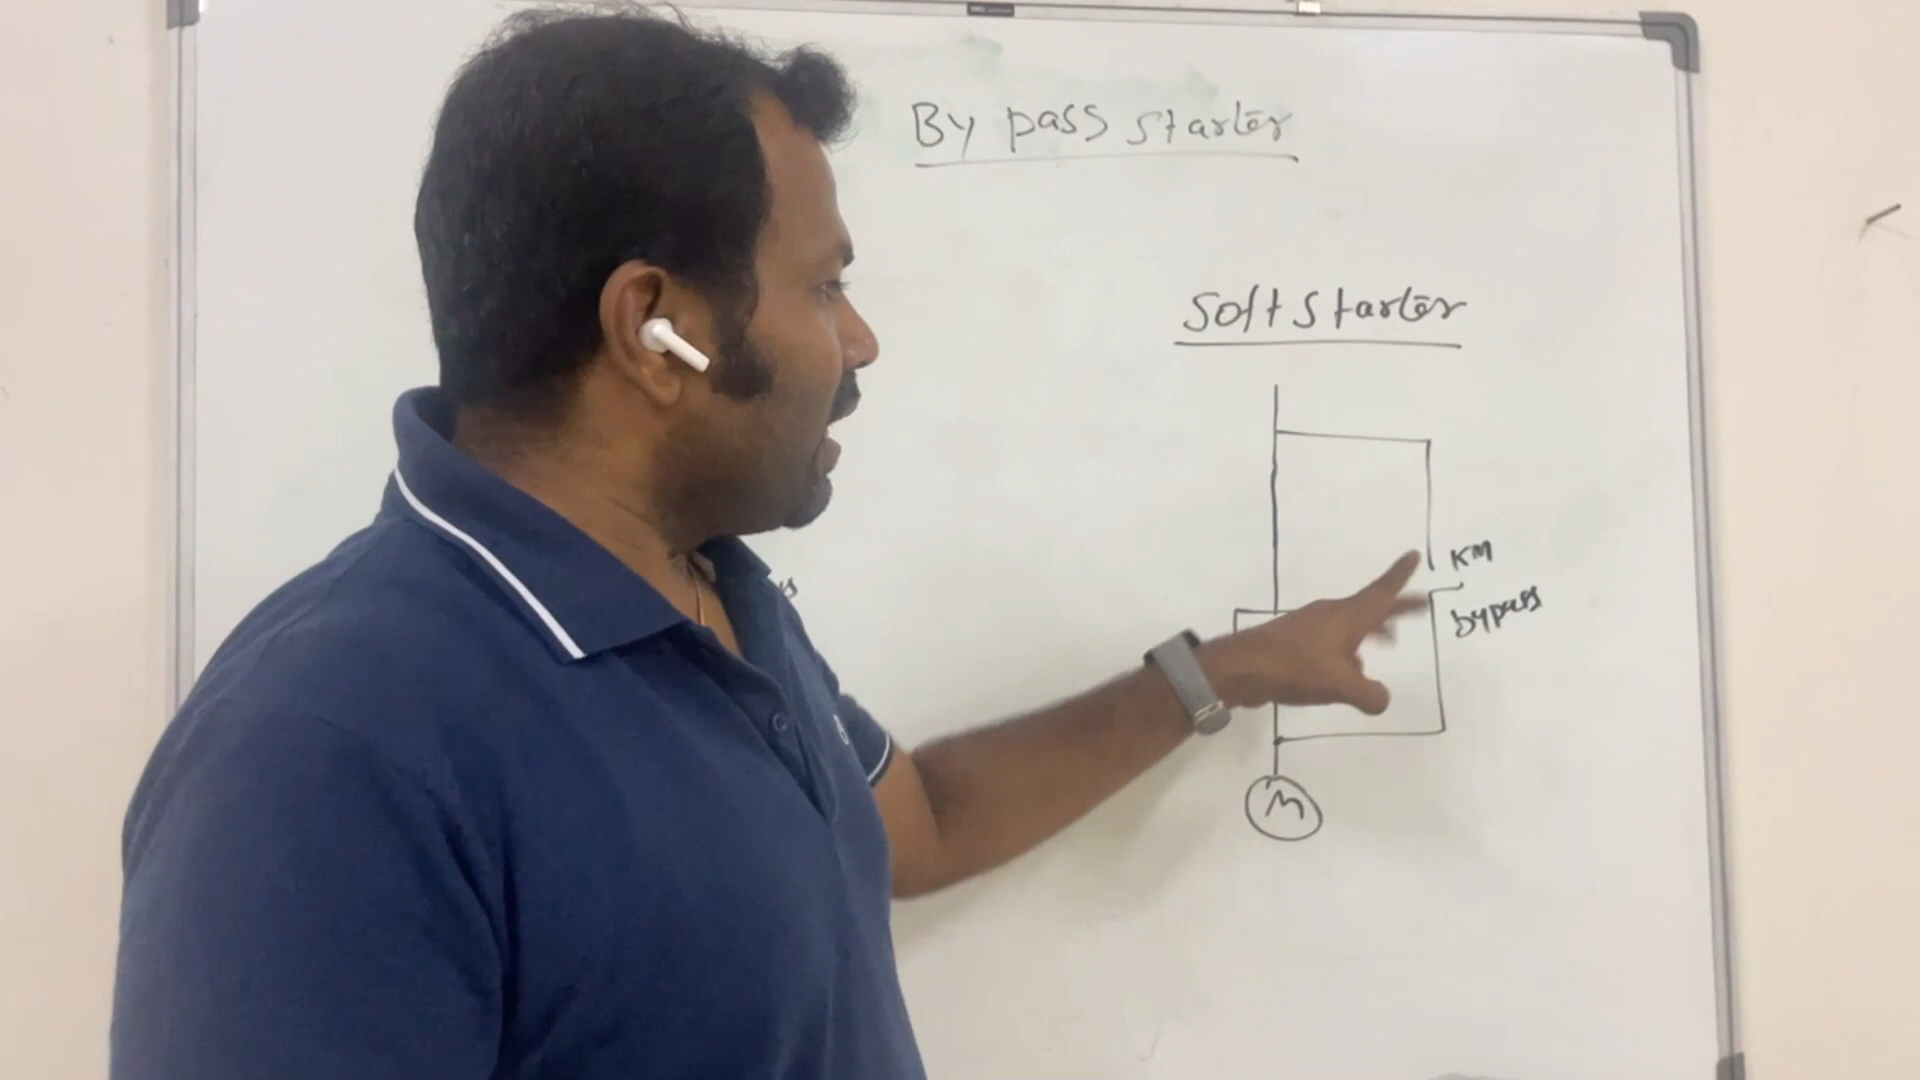 By pass starter
Soft Starter
KM
bypass
M